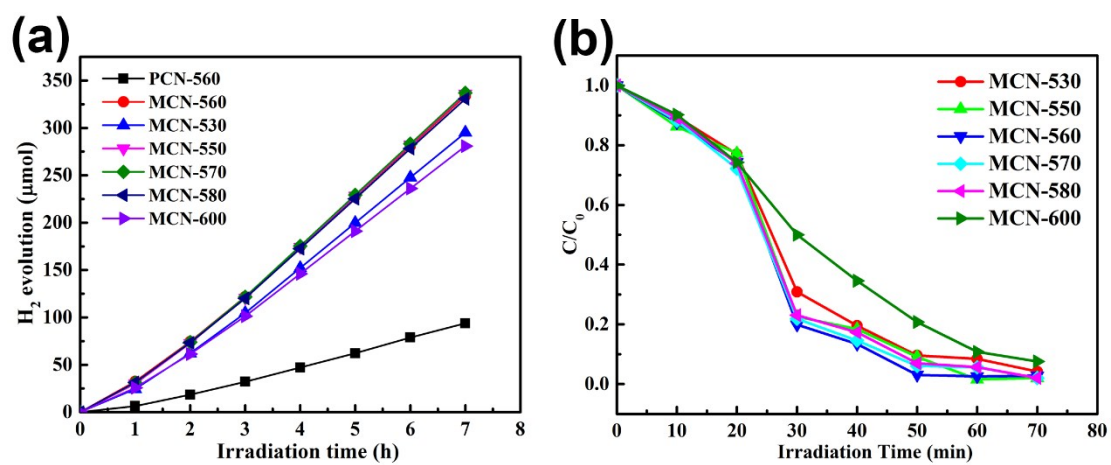 (a)
PCN-560
MCN-560
MCN-530
MCN-550
MCN-570
MCN-580
MCN-600
H2 evolution (μmol)
350
300
250
200
150
100
50
0
0 1 2 3 4 5 6 7 8
Irradiation time (h)
(b)
MCN-530
MCN-550
MCN-560
MCN-570
MCN-580
MCN-600
C/C0
1.0
0.8
0.6
0.4
0.2
0.0
0 10 20 30 40 50 60 70 80
Irradiation Time (min)